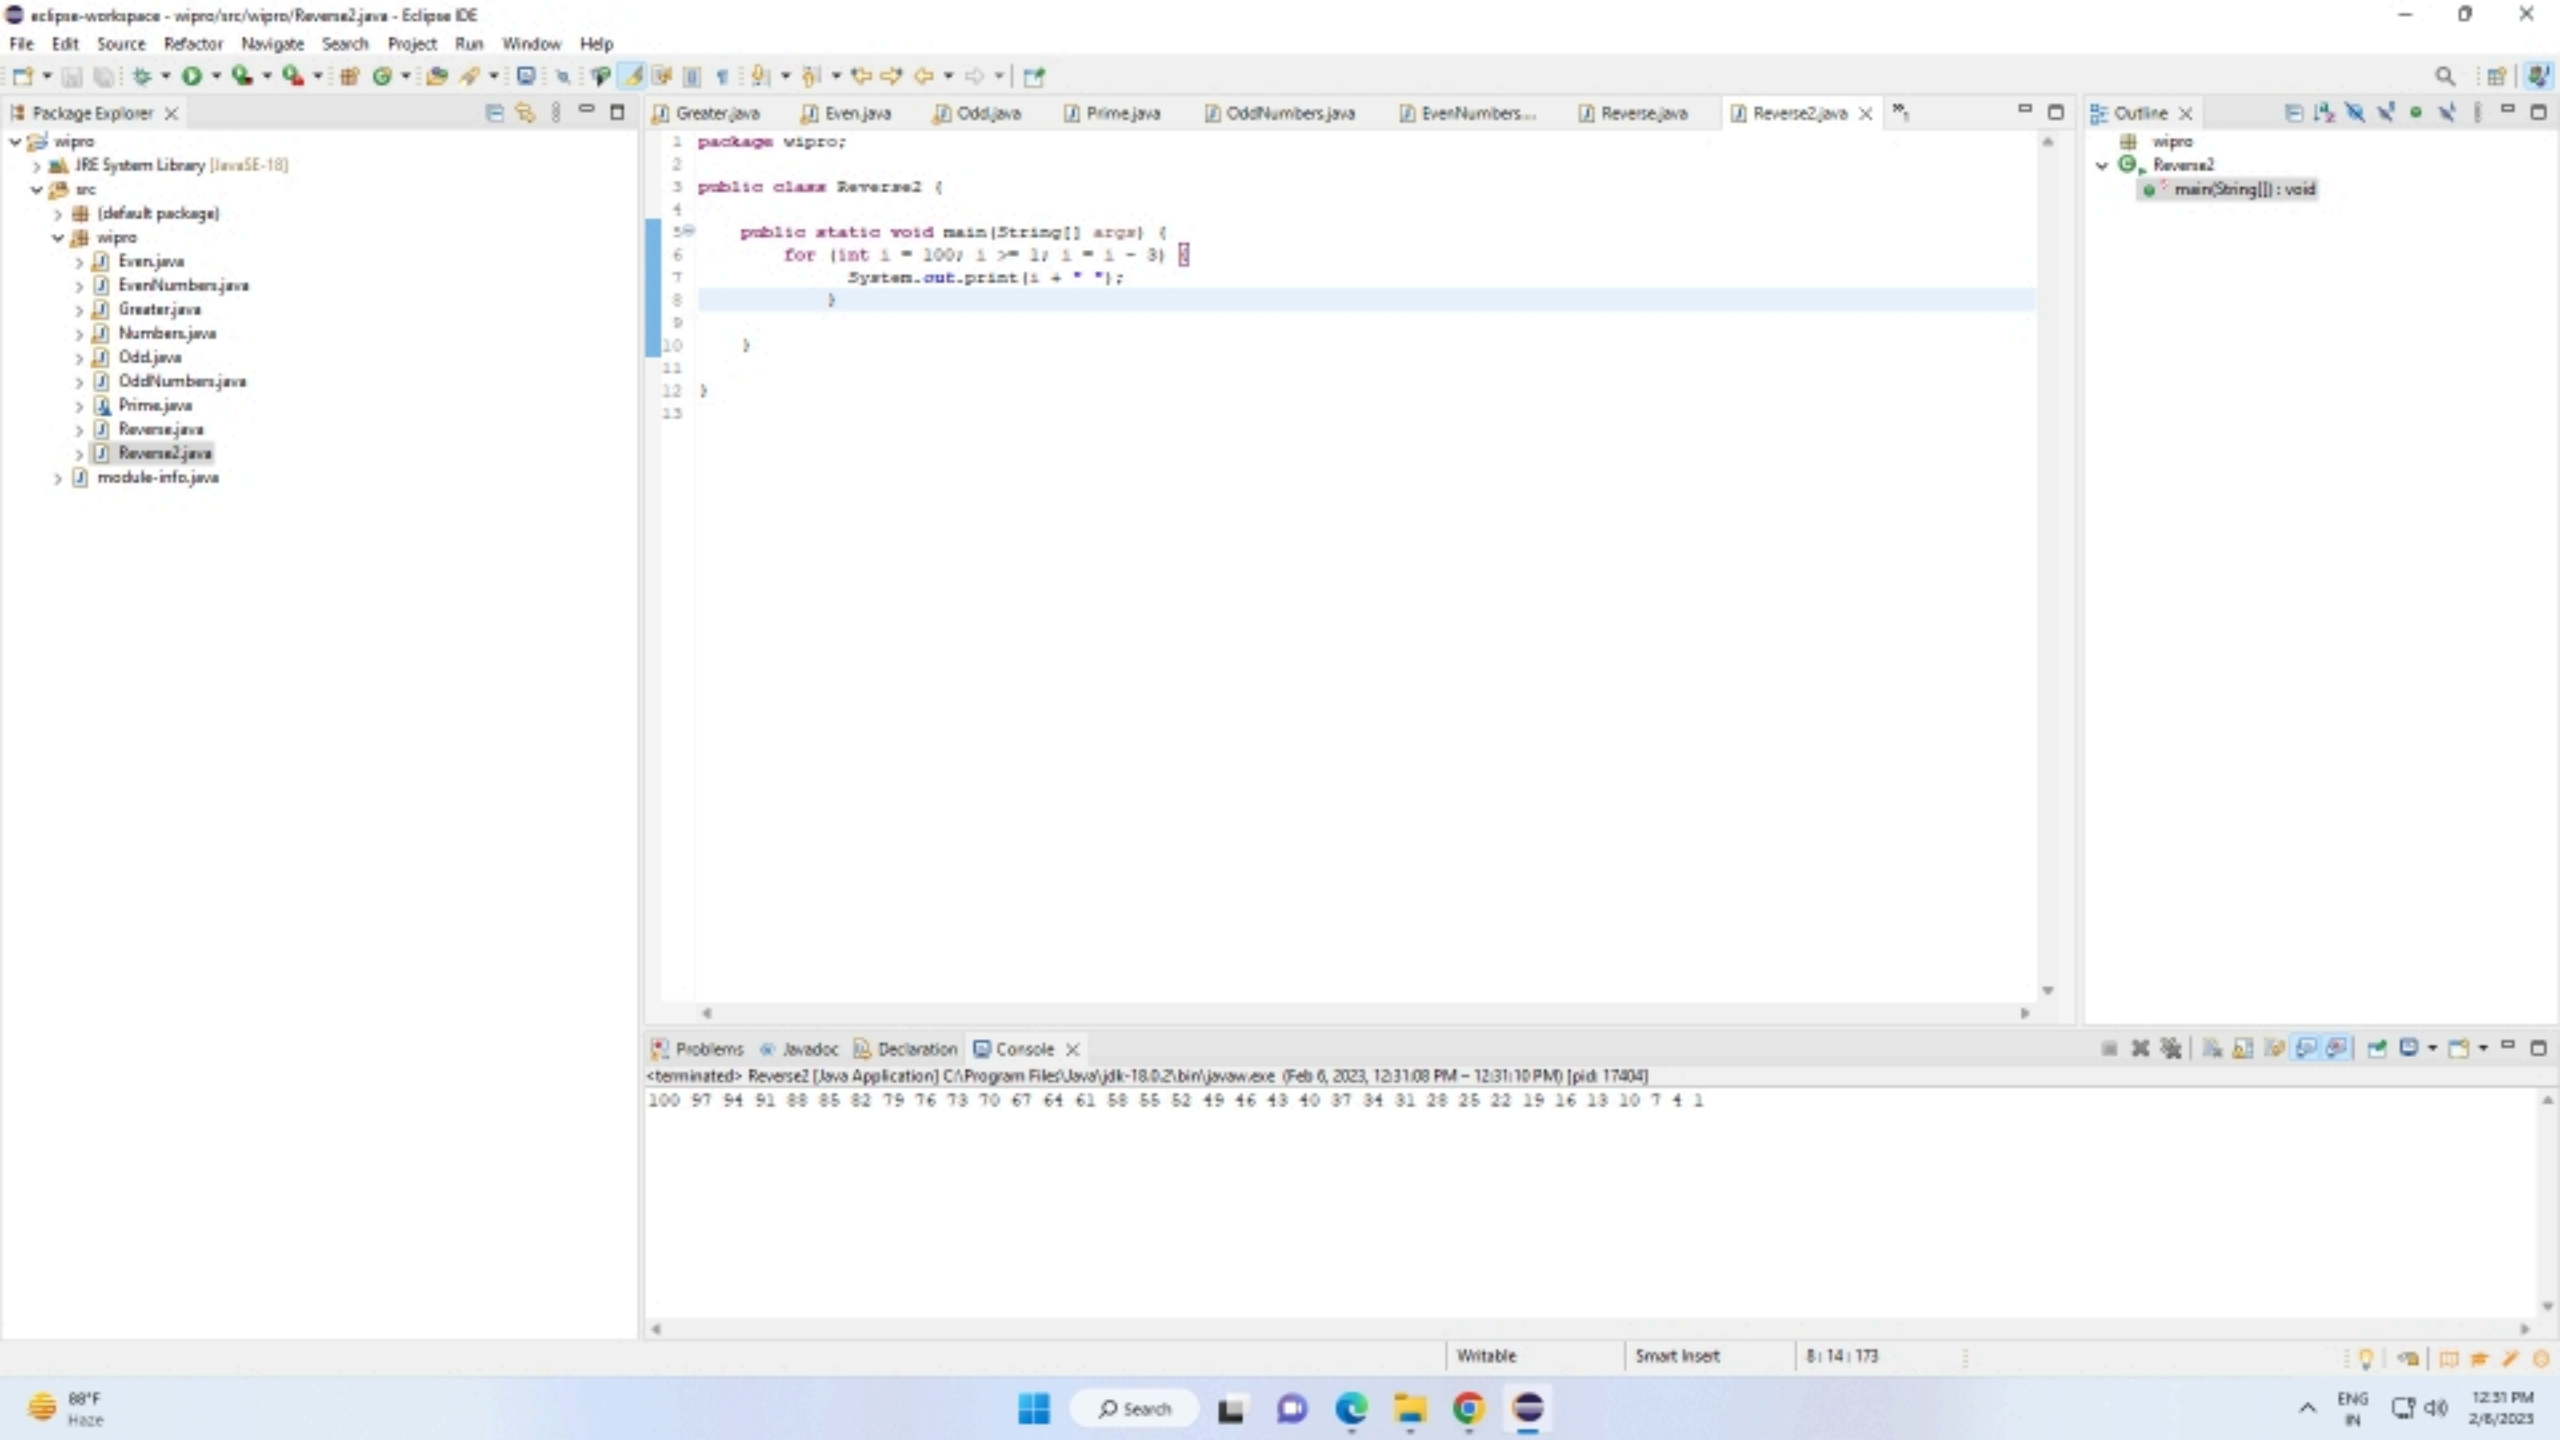 eclipse-workspace - wipro/src/wipro/Reverse2.java - Eclipse IDE
File Edit Source Refactor Navigate Search Project Run Window Help
Package Explorer
wipro
JRE System Library [JavaSE-18]
src
(default package)
wipro
Even.java
EvenNumbers.java
Greater.java
Numbers.java
Odd.java
OddNumbers.java
Prime.java
Reverse.java
Reverse2.java
module-info.java
Greater.java Even.java Odd.java Prime.java OddNumbers.java EvenNumbers... Reverse.java Reverse2.java »1
1 package wipro;
2
3 public class Reverse2 {
4
5 public static void main(String[] args) {
6 for (int i = 100; i >= 1; i = i - 3) {
7 System.out.print(i + " ");
8 }
9
10 }
11
12 }
13
Outline
wipro
Reverse2
main(String[]) : void
Problems Javadoc Declaration Console
<terminated> Reverse2 [Java Application] C:\Program Files\Java\jdk-18.0.2\bin\javaw.exe (Feb 6, 2023, 12:31:08 PM – 12:31:10 PM) [pid: 17404]
100 97 94 91 88 85 82 79 76 73 70 67 64 61 58 55 52 49 46 43 40 37 34 31 28 25 22 19 16 13 10 7 4 1
Writable Smart Insert 8 : 14 : 173
88°F
Haze
Search
ENG
IN
12:31 PM
2/6/2023